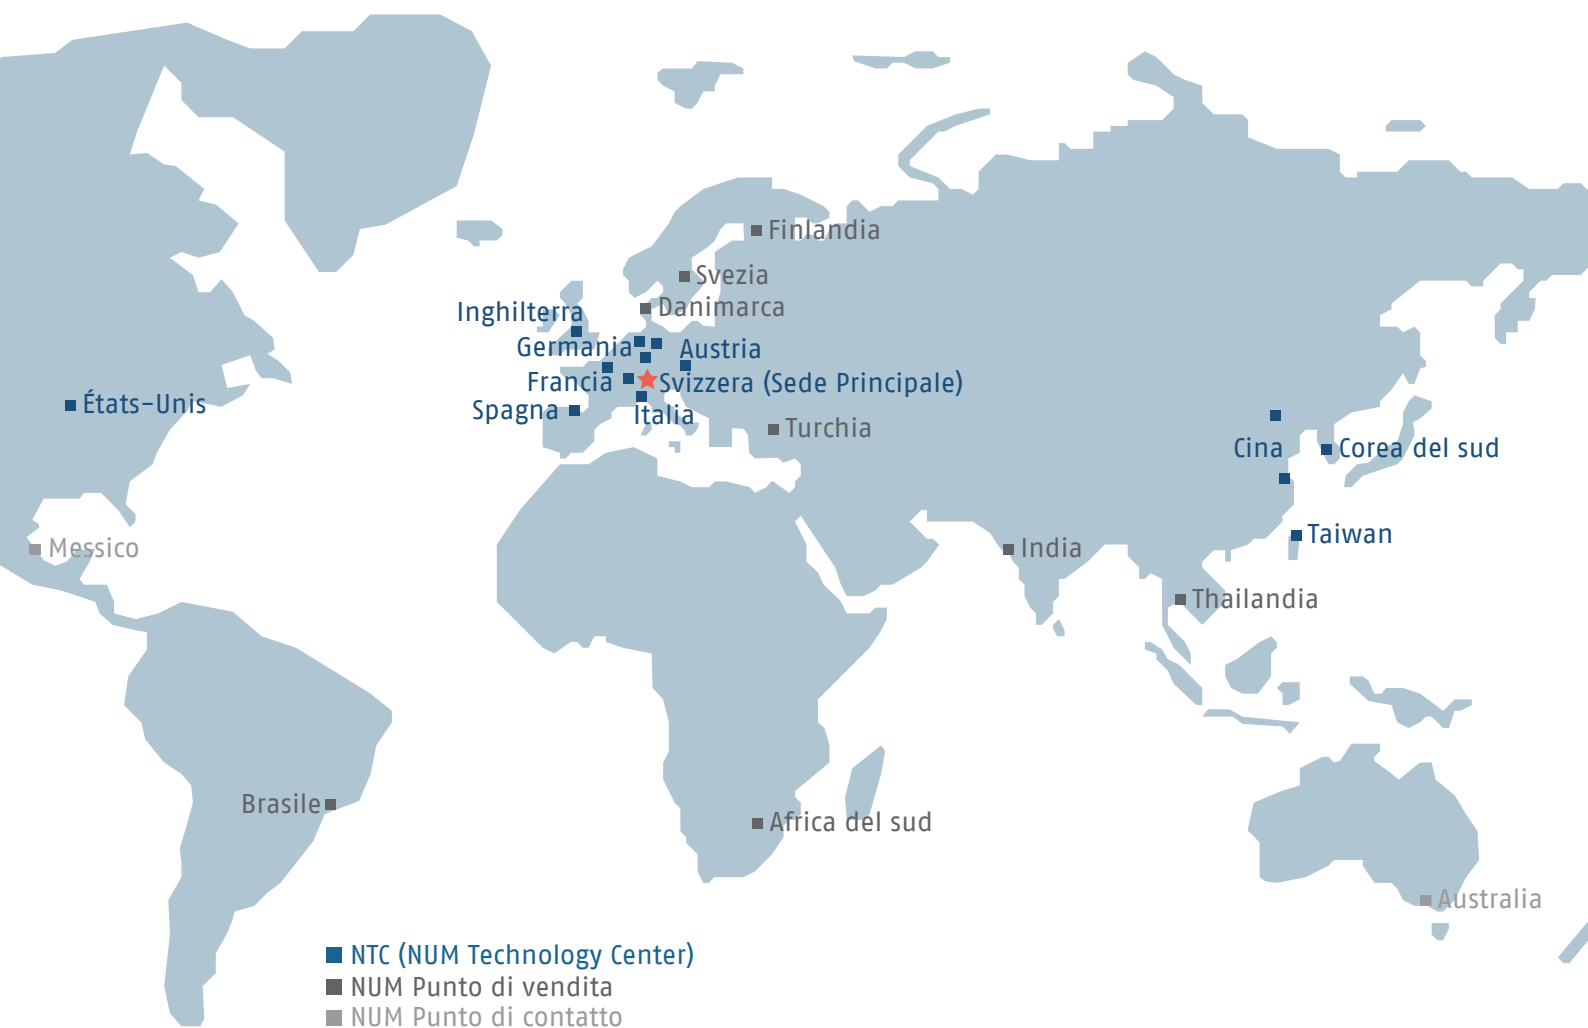 Finlandia
Svezia
Danimarca
Inghilterra
Germania
Austria
Francia
Svizzera (Sede Principale)
États-Unis
Spagna
Italia
Turchia
Cina
Corea del sud
Taiwan
Messico
India
Thailandia
Brasile
Africa del sud
Australia
NTC (NUM Technology Center)
NUM Punto di vendita
NUM Punto di contatto